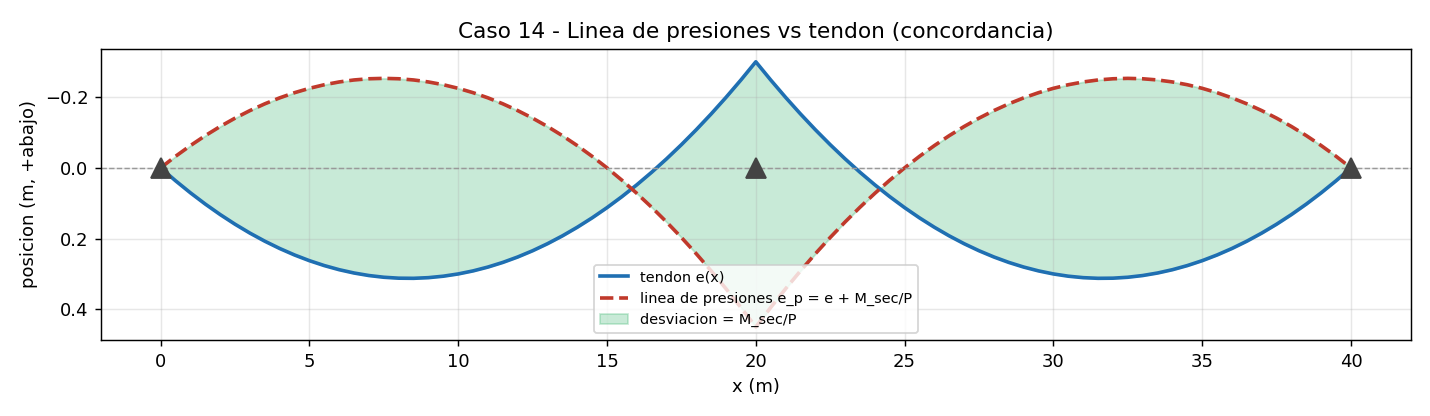 Caso 14 - Linea de presiones vs tendon (concordancia)
posicion (m, +abajo)
−0.2
0.0
0.2
0.4
tendon e(x)
linea de presiones e_p = e + M_sec/P
desviacion = M_sec/P
0 5 10 15 20 25 30 35 40
x (m)